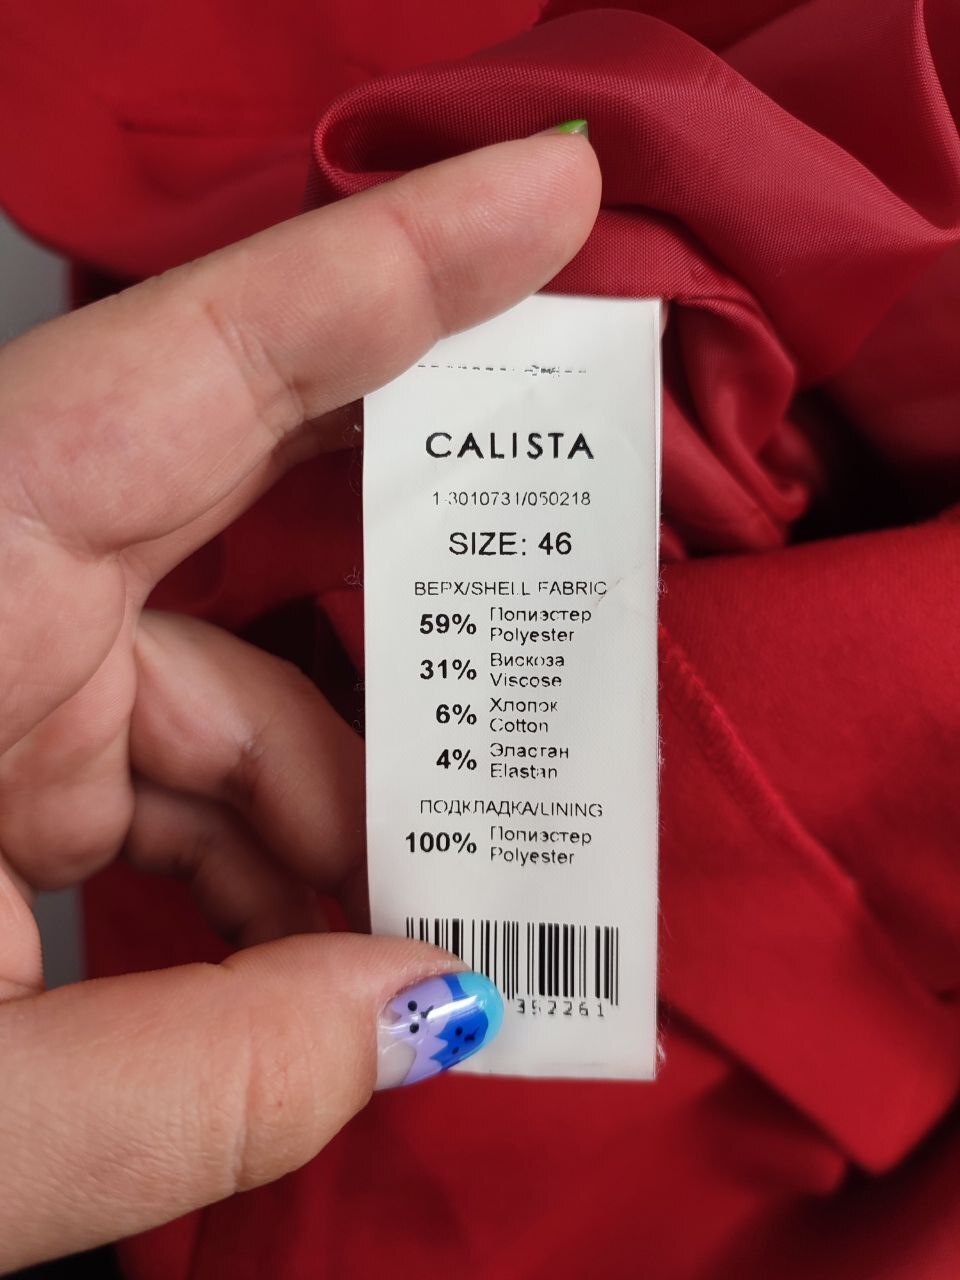 CALISTA
1-3010731/050218
SIZE: 46
ВЕРХ/SHELL FABRIC
59% Полиэстер
Polyester
31% Вискоза
Viscose
6% Хлопок
Cotton
4% Эластан
Elastan
ПОДКЛАДКА/LINING
100% Полиэстер
Polyester
352261